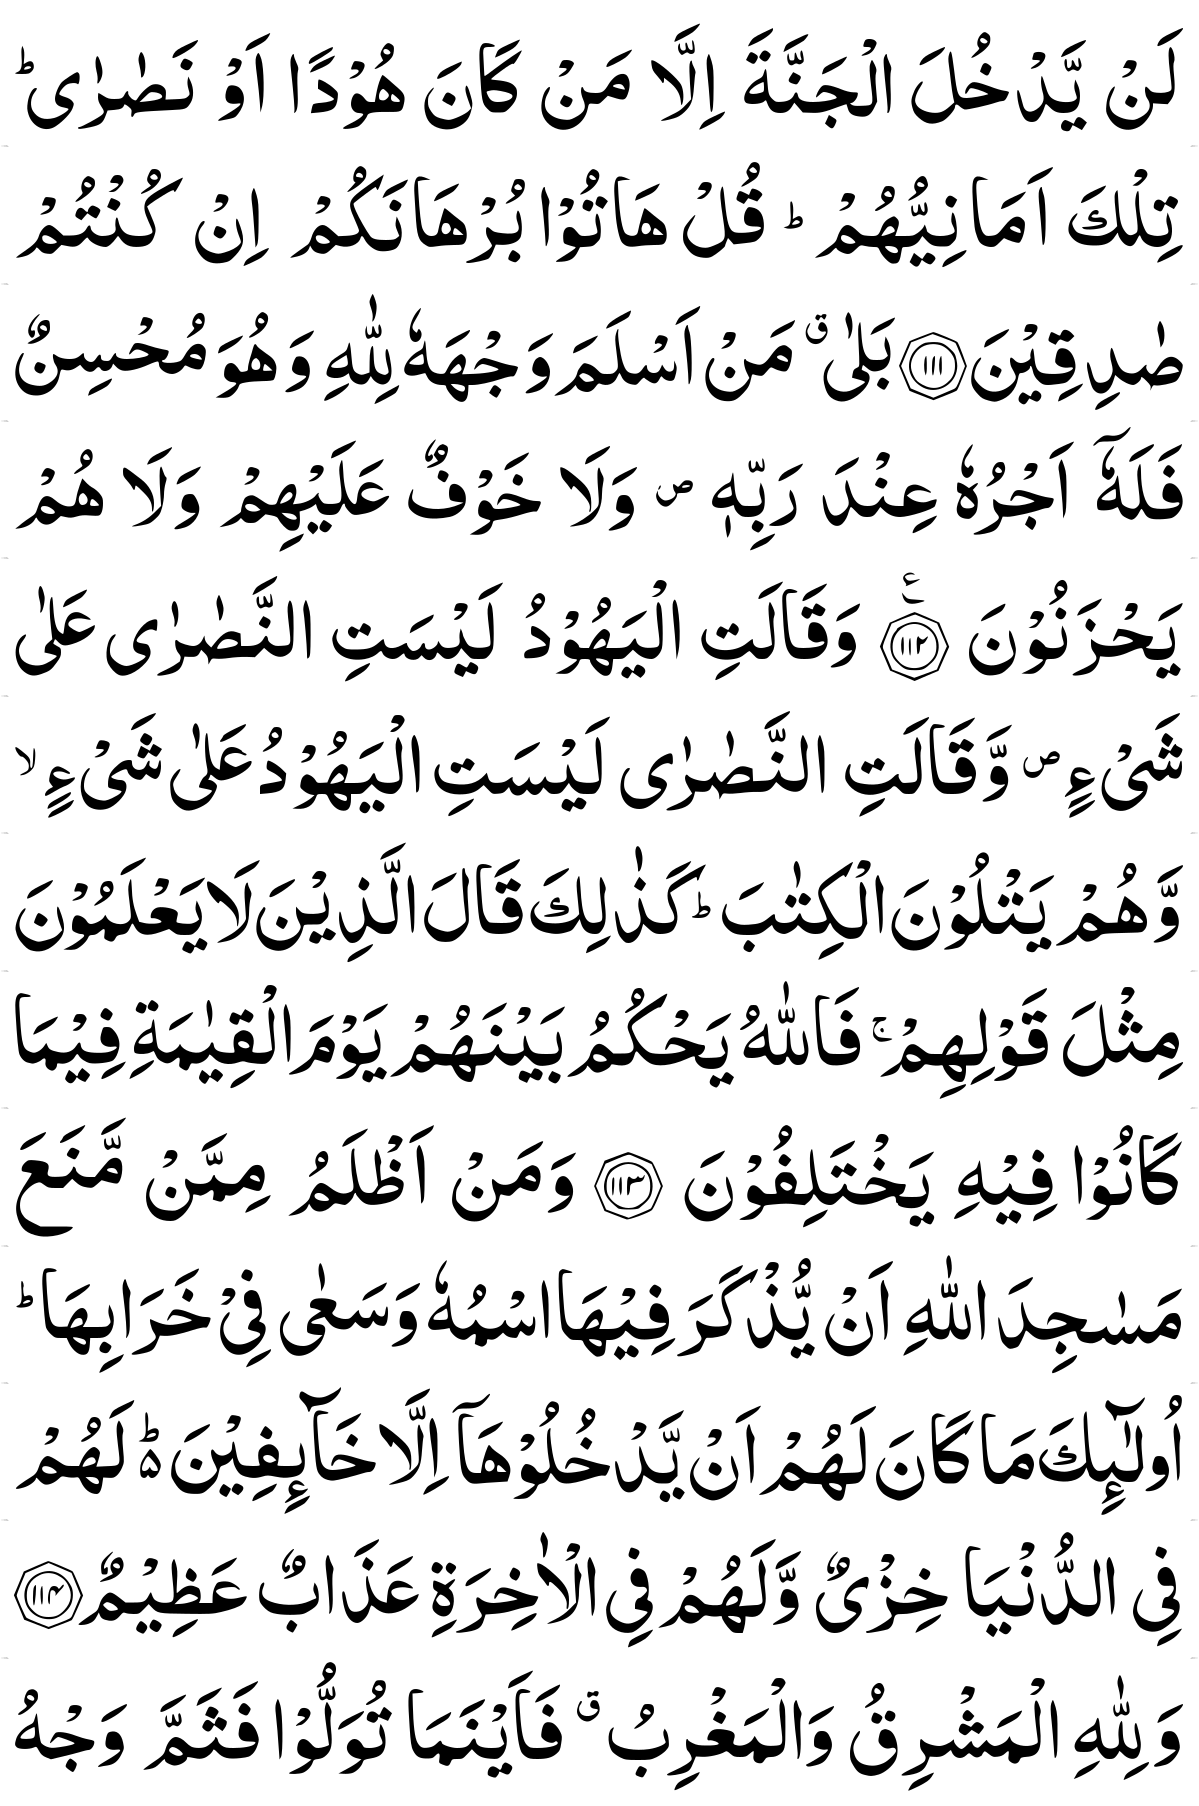 لَنْ يَّدْخُلَ الْجَنَّةَ اِلَّا مَنْ كَانَ هُوْدًا اَوْ نَصٰرٰى ؕ
تِلْكَ اَمَانِيُّهُمْ ؕ قُلْ هَاتُوْا بُرْهَانَكُمْ اِنْ كُنْتُمْ
صٰدِقِيْنَ ۝١١١ بَلٰى ۗ مَنْ اَسْلَمَ وَجْهَهٗ لِلّٰهِ وَهُوَ مُحْسِنٌ
فَلَهٗۤ اَجْرُهٗ عِنْدَ رَبِّهٖ ۪ وَلَا خَوْفٌ عَلَيْهِمْ وَلَا هُمْ
يَحْزَنُوْنَ ۝١١٢ ۧ وَقَالَتِ الْيَهُوْدُ لَيْسَتِ النَّصٰرٰى عَلٰى
شَىْءٍ ۪ وَّقَالَتِ النَّصٰرٰى لَيْسَتِ الْيَهُوْدُ عَلٰى شَىْءٍ ۙ
وَّهُمْ يَتْلُوْنَ الْكِتٰبَ ؕ كَذٰلِكَ قَالَ الَّذِيْنَ لَا يَعْلَمُوْنَ
مِثْلَ قَوْلِهِمْ ۚ فَاللّٰهُ يَحْكُمُ بَيْنَهُمْ يَوْمَ الْقِيٰمَةِ فِيْمَا
كَانُوْا فِيْهِ يَخْتَلِفُوْنَ ۝١١٣ وَمَنْ اَظْلَمُ مِمَّنْ مَّنَعَ
مَسٰجِدَ اللّٰهِ اَنْ يُّذْكَرَ فِيْهَا اسْمُهٗ وَسَعٰى فِىْ خَرَابِهَا ؕ
اُولٰٓئِكَ مَا كَانَ لَهُمْ اَنْ يَّدْخُلُوْهَاۤ اِلَّا خَآئِفِيْنَ ۬ؕ لَهُمْ
فِى الدُّنْيَا خِزْىٌ وَّلَهُمْ فِى الْاٰخِرَةِ عَذَابٌ عَظِيْمٌ ۝١١۴
وَلِلّٰهِ الْمَشْرِقُ وَالْمَغْرِبُ ۗ فَاَيْنَمَا تُوَلُّوْا فَثَمَّ وَجْهُ